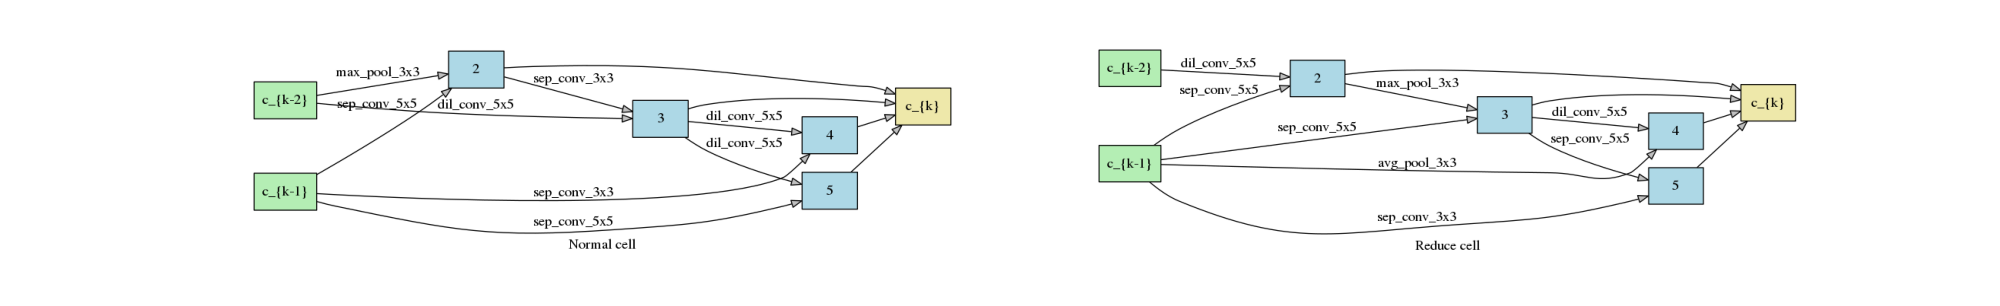 c_{k-2}
max_pool_3x3
2
sep_conv_3x3
sep_conv_5x5
dil_conv_5x5
3
dil_conv_5x5
4
c_{k}
dil_conv_5x5
c_{k-1}
sep_conv_3x3
5
sep_conv_5x5
Normal cell
c_{k-2}
dil_conv_5x5
2
max_pool_3x3
sep_conv_5x5
3
dil_conv_5x5
4
c_{k}
sep_conv_5x5
sep_conv_5x5
c_{k-1}
avg_pool_3x3
5
sep_conv_3x3
Reduce cell